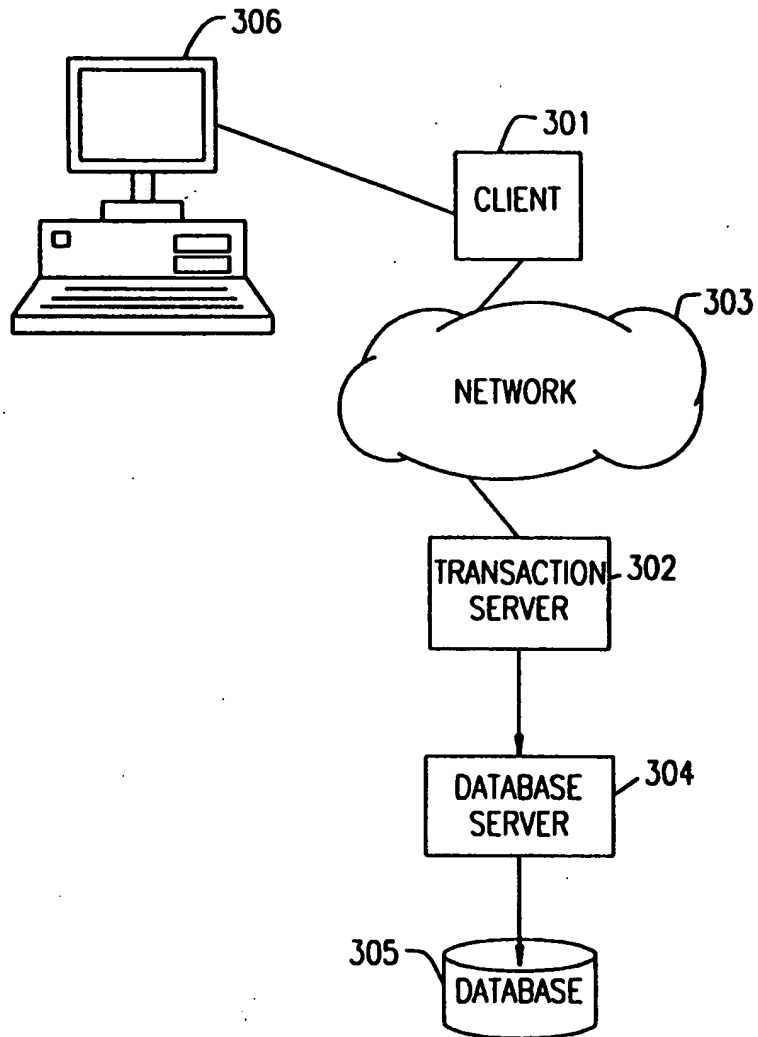 306
301
CLIENT
303
NETWORK
TRANSACTION
SERVER
302
DATABASE
SERVER
304
305
DATABASE